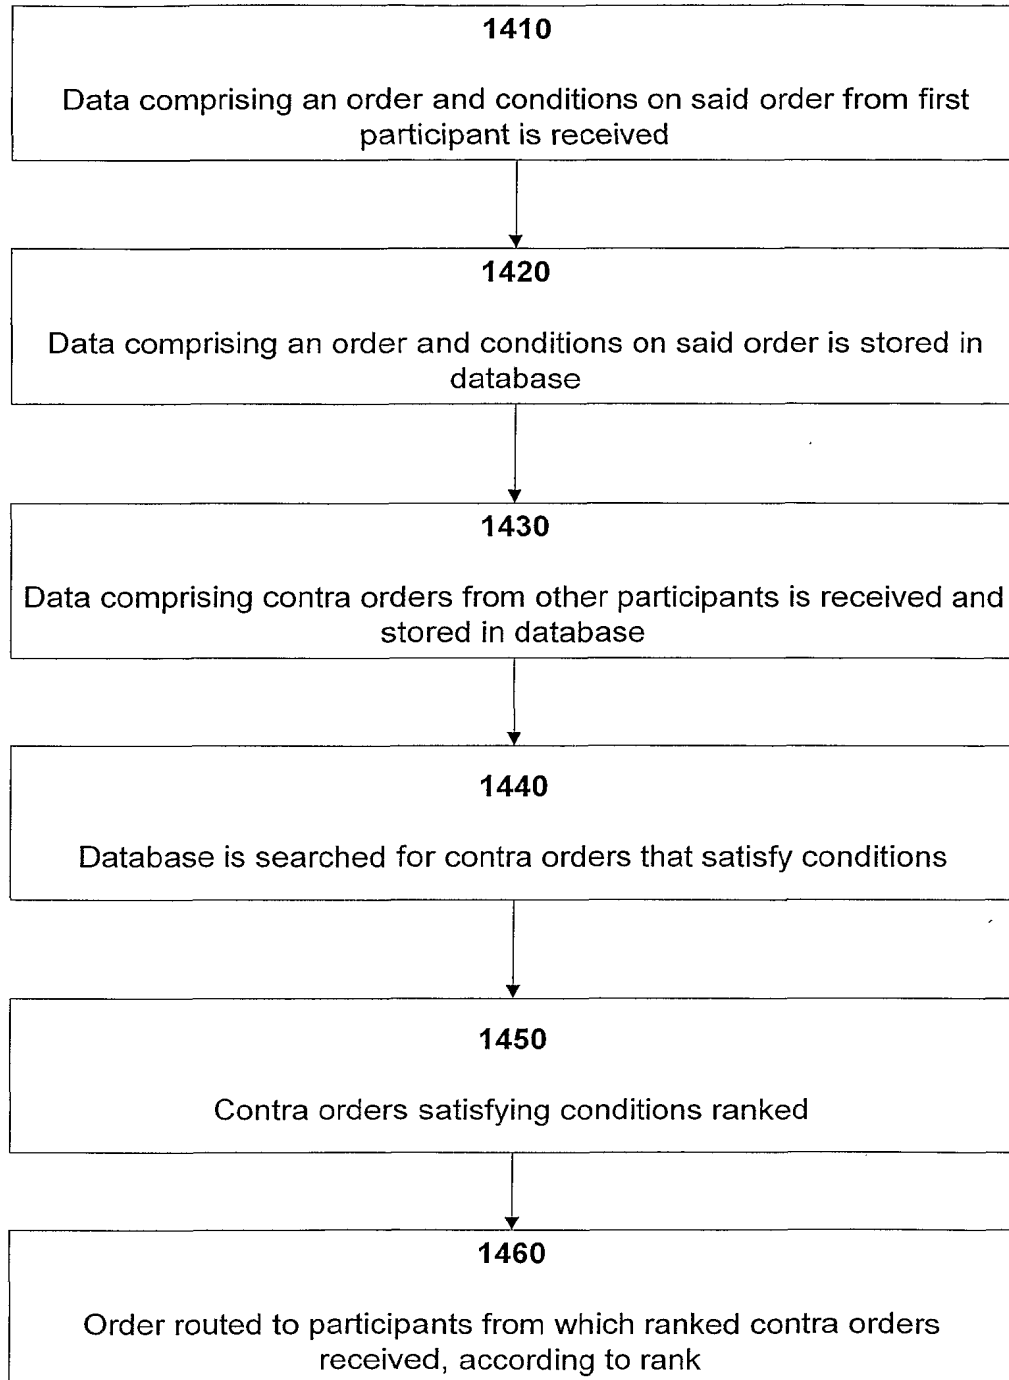 1410
Data comprising an order and conditions on said order from first
participant is received
1420
Data comprising an order and conditions on said order is stored in
database
1430
Data comprising contra orders from other participants is received and
stored in database
1440
Database is searched for contra orders that satisfy conditions
1450
Contra orders satisfying conditions ranked
1460
Order routed to participants from which ranked contra orders
received, according to rank